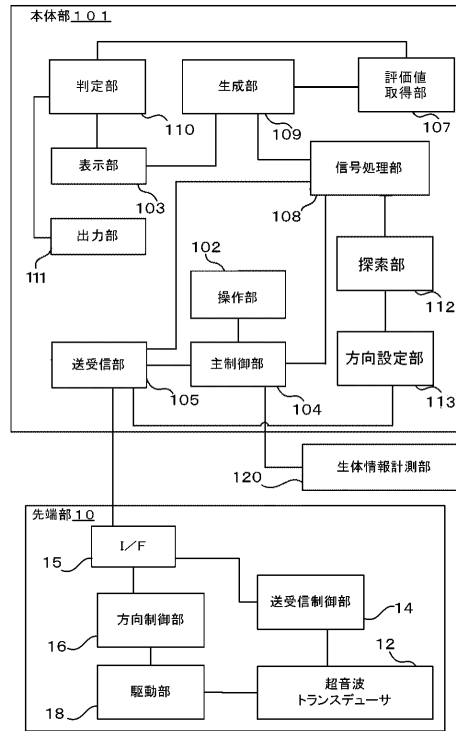 本体部 101
判定部
110
生成部
109
評価値
取得部
107
表示部
103
信号処理部
108
出力部
111
102
操作部
探索部
112
送受信部
105
主制御部
104
方向設定部
113
生体情報計測部
120
先端部 10
I/F
15
送受信制御部
14
方向制御部
16
12
駆動部
18
超音波
トランスデューサ